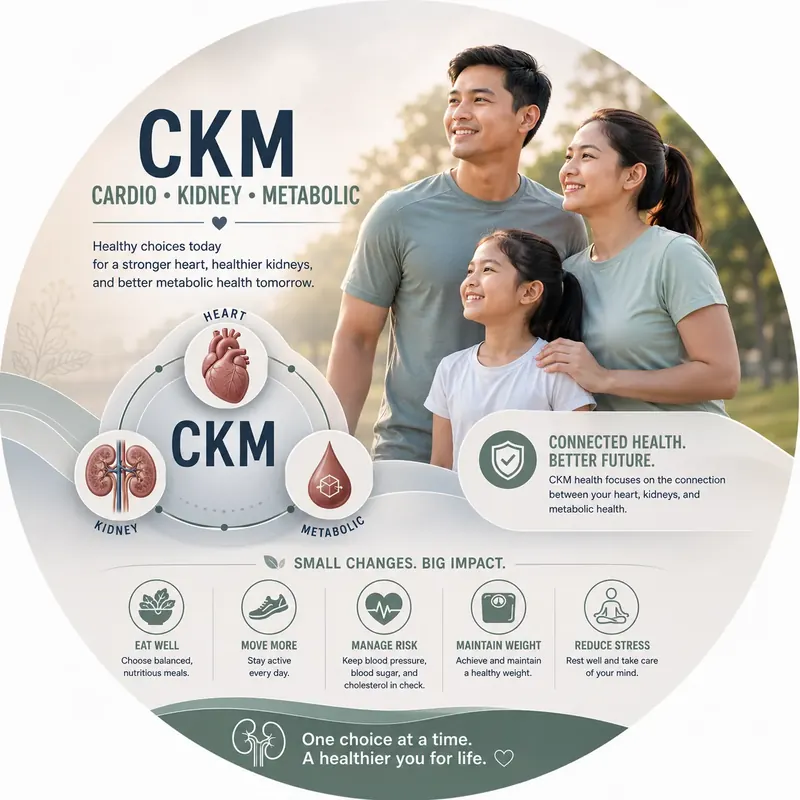 CKM
CARDIO • KIDNEY • METABOLIC
Healthy choices today
for a stronger heart, healthier kidneys,
and better metabolic health tomorrow.
HEART
CKM
KIDNEY
METABOLIC
CONNECTED HEALTH.
BETTER FUTURE.
CKM health focuses on the connection
between your heart, kidneys, and
metabolic health.
SMALL CHANGES. BIG IMPACT.
EAT WELL
Choose balanced,
nutritious meals.
MOVE MORE
Stay active
every day.
MANAGE RISK
Keep blood pressure,
blood sugar, and
cholesterol in check.
MAINTAIN WEIGHT
Achieve and maintain
a healthy weight.
REDUCE STRESS
Rest well and take care
of your mind.
One choice at a time.
A healthier you for life.